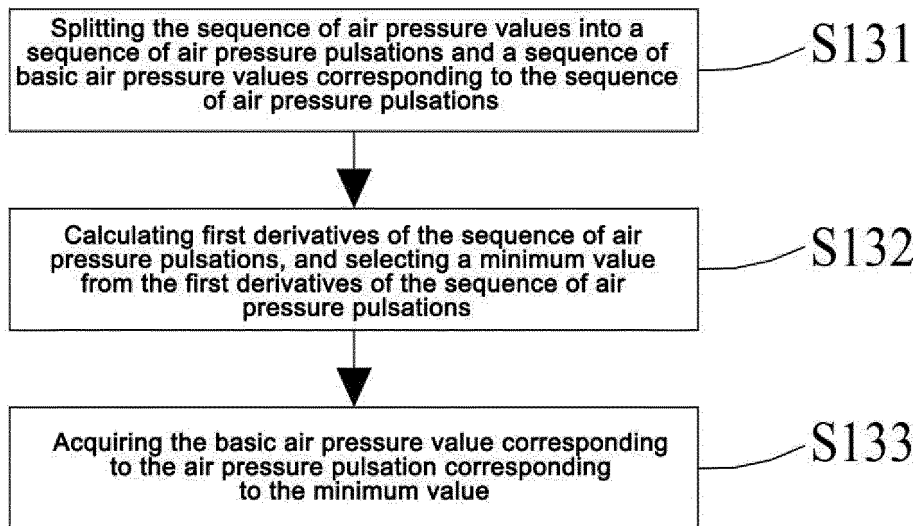 Splitting the sequence of air pressure values into a
sequence of air pressure pulsations and a sequence of
basic air pressure values corresponding to the sequence
of air pressure pulsations
S131
Calculating first derivatives of the sequence of air
pressure pulsations, and selecting a minimum value
from the first derivatives of the sequence of air
pressure pulsations
S132
Acquiring the basic air pressure value corresponding
to the air pressure pulsation corresponding
to the minimum value
S133